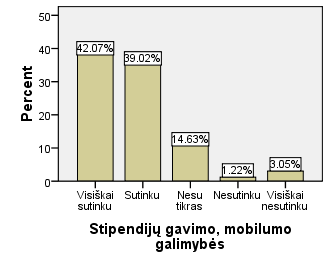 50
40
30
20
10
0
Percent
42.07%
39.02%
14.63%
1.22%
3.05%
Visiškai
sutinku
Sutinku
Nesu
tikras
Nesutinku
Visiškai
nesutinku
Stipendijų gavimo, mobilumo
galimybės